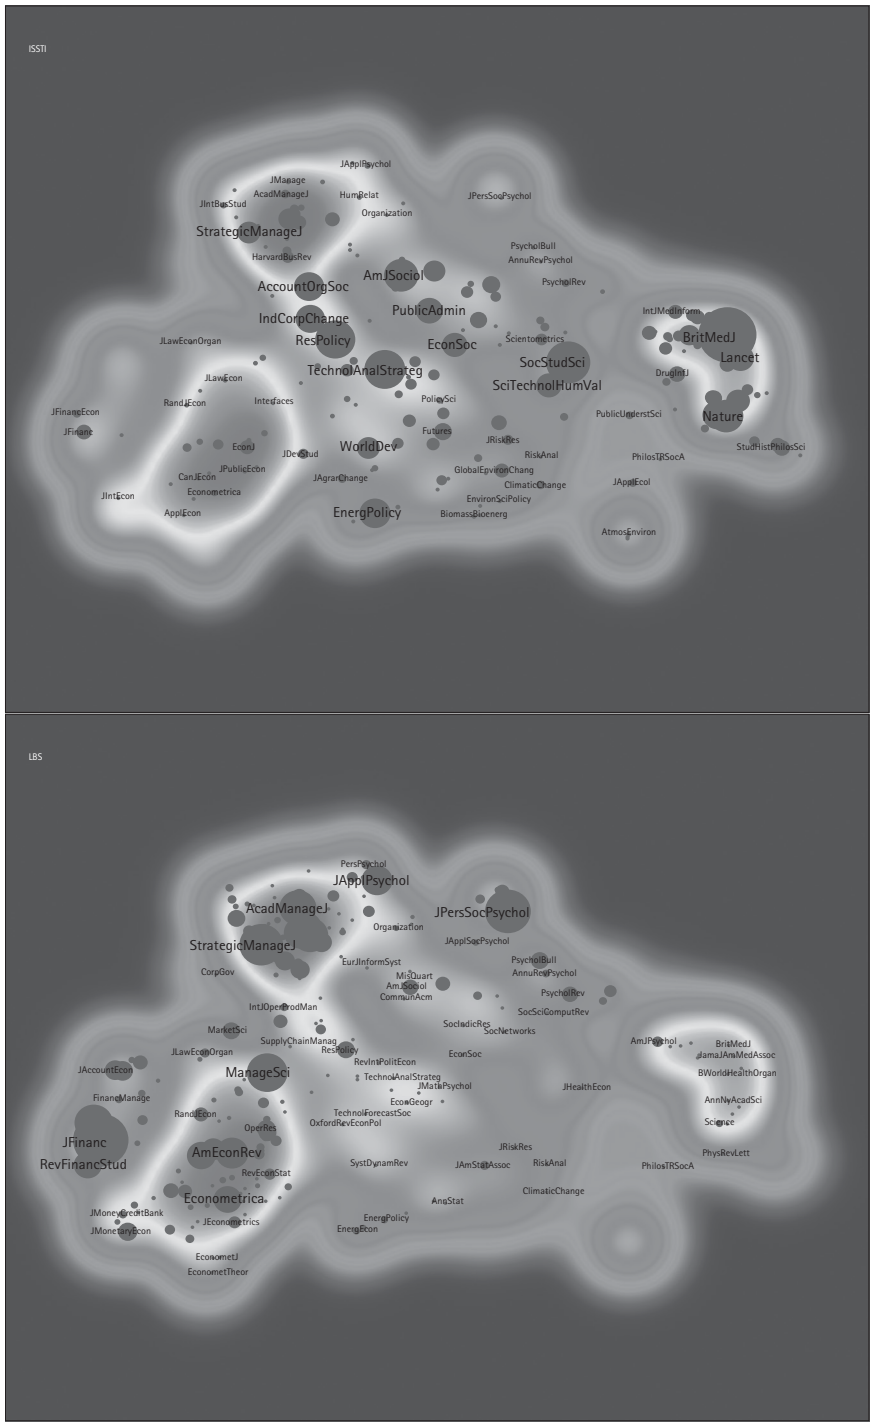 ISSTI
JApplPsychol
JManage
AcadManageJ
HumRelat
JPersSocPsychol
JIntBusStud
Organization
StrategicManageJ
PsycholBull
HarvardBusRev
AnnuRevPsychol
AmJSociol
AccountOrgSoc
PsycholRev
PublicAdmin
IntJMedInform
IndCorpChange
BritMedJ
ResPolicy
Scientometrics
JLawEconOrgan
EconSoc
Lancet
SocStudSci
TechnolAnalStrateg
DrugIntJ
JLawEcon
SciTechnolHumVal
RandJEcon
Interfaces
PolicySci
JFinancEcon
PublicUnderstSci
Nature
JFinanc
Futures
JRiskRes
EconJ
WorldDev
StudHistPhilosSci
JDevStud
RiskAnal
PhilosTRSocA
JPublicEcon
GlobalEnvironChang
CanJEcon
JAgrarChange
JApplEcol
ClimaticChange
Econometrica
JIntEcon
EnvironSciPolicy
ApplEcon
EnergPolicy
BiomassBioenerg
AtmosEnviron
LBS
PersPsychol
JApplPsychol
AcadManageJ
JPersSocPsychol
Organization
StrategicManageJ
JApplSocPsychol
EurJInformSyst
PsycholBull
CorpGov
MisQuart
AnnuRevPsychol
AmJSociol
PsycholRev
CommunAcm
IntJOperProdMan
SocSciComputRev
SocIndicRes
MarketSci
SocNetworks
SupplyChainManag
AmJPsychol
BritMedJ
ResPolicy
JLawEconOrgan
EconSoc
JamaJAmMedAssoc
RevIntPolitEcon
JAccountEcon
ManageSci
BWorldHealthOrgan
TechnolAnalStrateg
JMathPsychol
JHealthEcon
FinancManage
EconGeogr
AnnNyAcadSci
RandJEcon
TechnolForecastSoc
OxfordRevEconPol
Science
OperRes
JFinanc
JRiskRes
AmEconRev
PhysRevLett
RevFinancStud
SystDynamRev
JAmStatAssoc
RiskAnal
PhilosTRSocA
RevEconStat
ClimaticChange
Econometrica
AnnStat
JMoneyCreditBank
EnergPolicy
JEconometrics
JMonetaryEcon
EnergEcon
EconometJ
EconometTheor